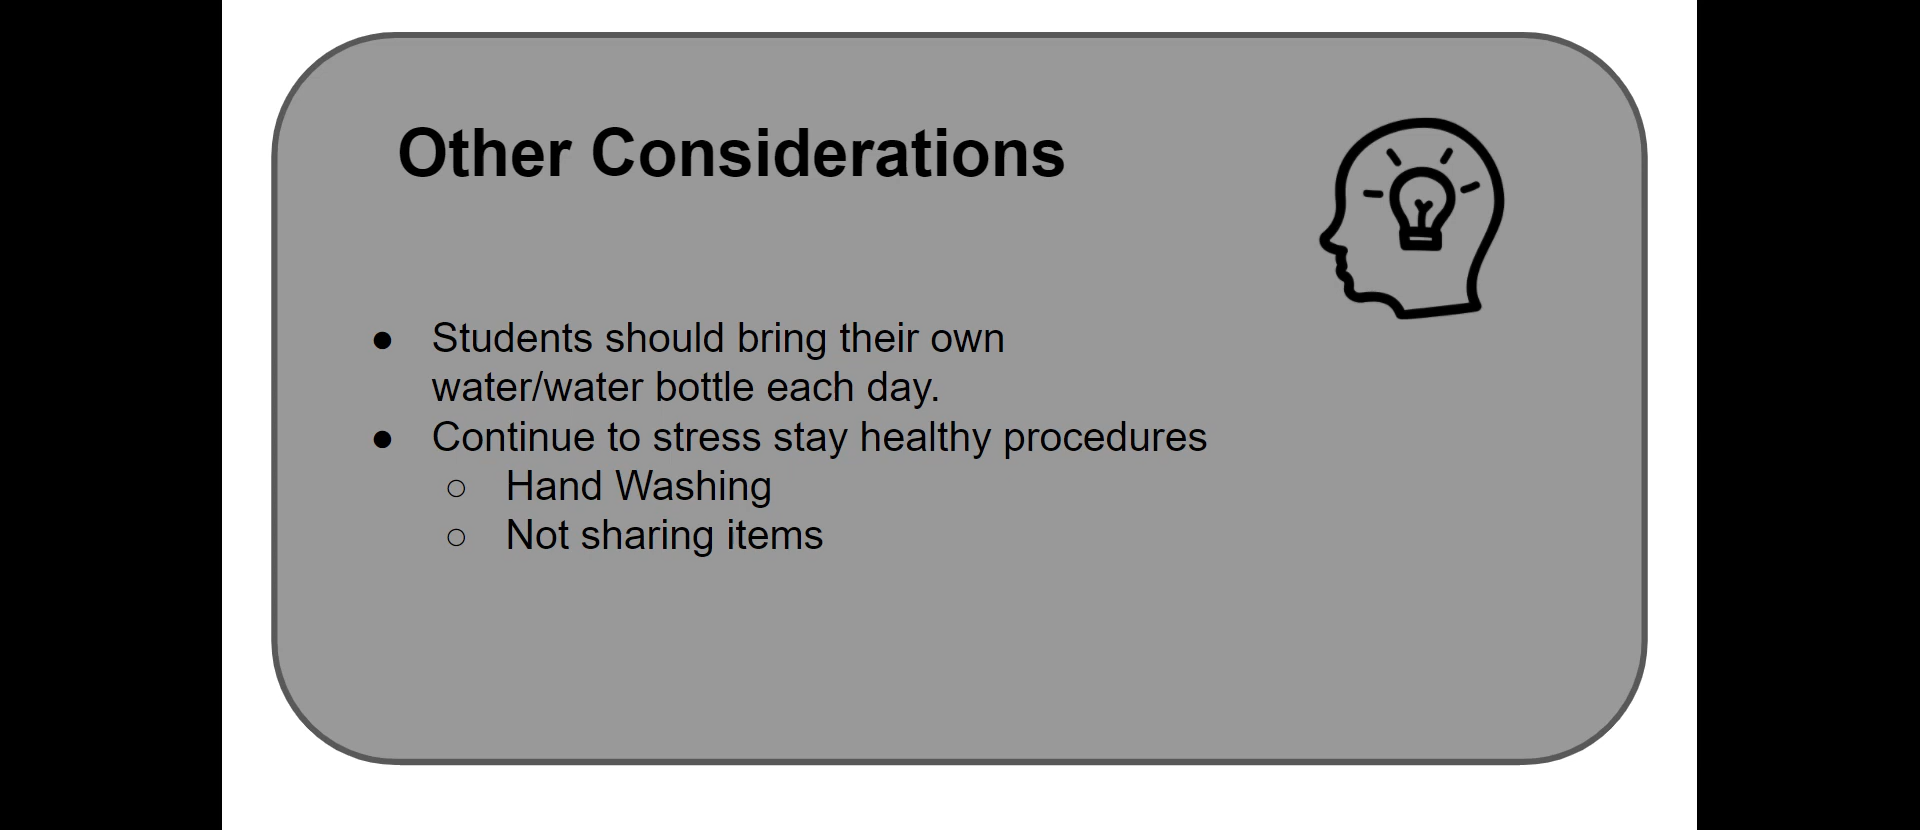 Other Considerations
● Students should bring their own
water/water bottle each day.
● Continue to stress stay healthy procedures
○ Hand Washing
○ Not sharing items